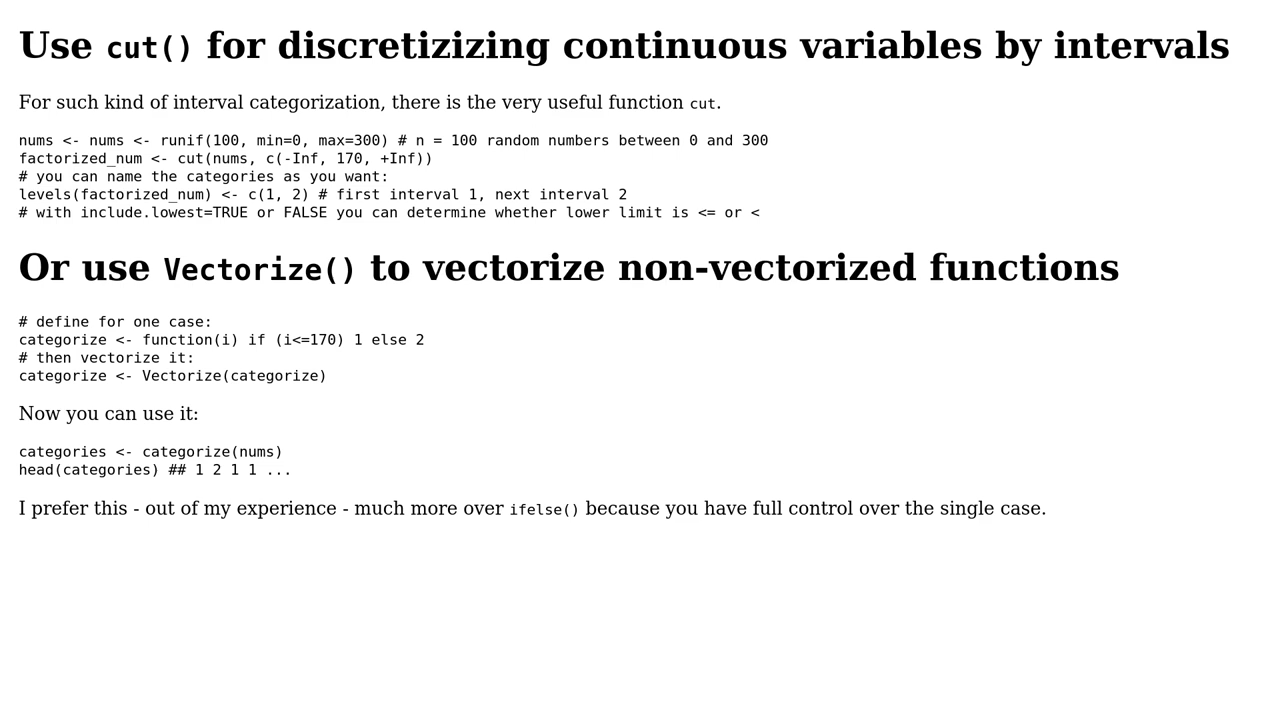 Use cut() for discretizizing continuous variables by intervals
For such kind of interval categorization, there is the very useful function cut.
nums <- nums <- runif(100, min=0, max=300) # n = 100 random numbers between 0 and 300
factorized_num <- cut(nums, c(-Inf, 170, +Inf))
# you can name the categories as you want:
levels(factorized_num) <- c(1, 2) # first interval 1, next interval 2
# with include.lowest=TRUE or FALSE you can determine whether lower limit is <= or <
Or use Vectorize() to vectorize non-vectorized functions
# define for one case:
categorize <- function(i) if (i<=170) 1 else 2
# then vectorize it:
categorize <- Vectorize(categorize)
Now you can use it:
categories <- categorize(nums)
head(categories) ## 1 2 1 1 ...
I prefer this - out of my experience - much more over ifelse() because you have full control over the single case.